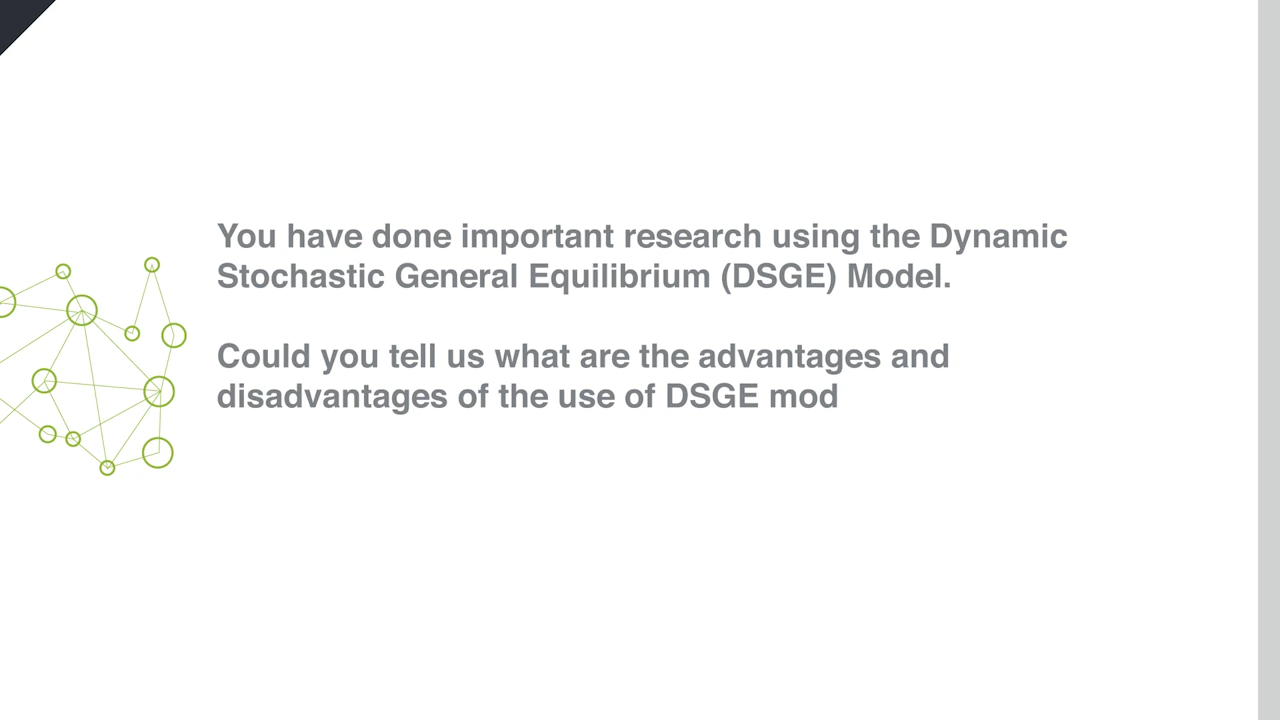 You have done important research using the Dynamic
Stochastic General Equilibrium (DSGE) Model.
Could you tell us what are the advantages and
disadvantages of the use of DSGE mod